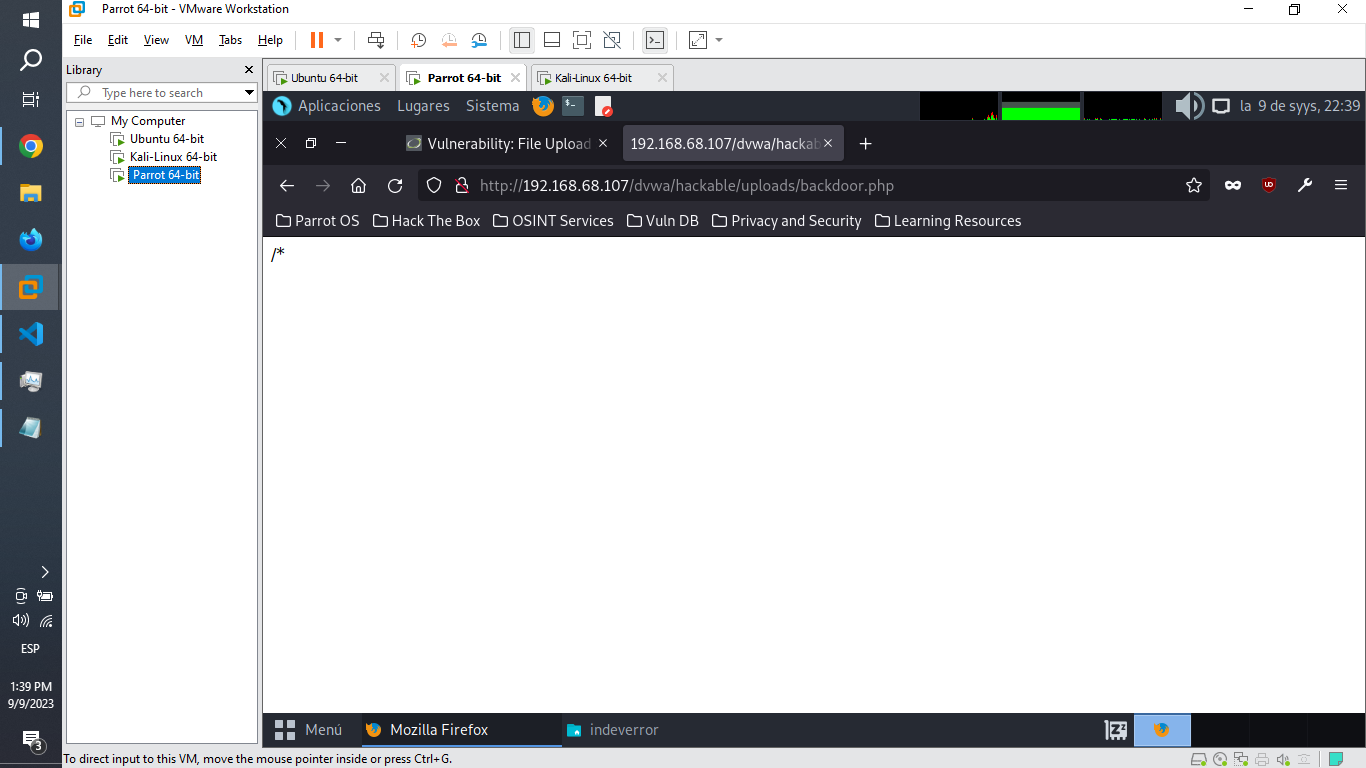 Parrot 64-bit - VMware Workstation
File Edit View VM Tabs Help
Library
Type here to search
My Computer
Ubuntu 64-bit
Kali-Linux 64-bit
Parrot 64-bit
Ubuntu 64-bit Parrot 64-bit Kali-Linux 64-bit
Aplicaciones Lugares Sistema la 9 de syys, 22:39
Vulnerability: File Upload 192.168.68.107/dvwa/hackab
http://192.168.68.107/dvwa/hackable/uploads/backdoor.php
Parrot OS Hack The Box OSINT Services Vuln DB Privacy and Security Learning Resources
/*
Menú Mozilla Firefox indeverror
To direct input to this VM, move the mouse pointer inside or press Ctrl+G.
ESP
1:39 PM
9/9/2023
3